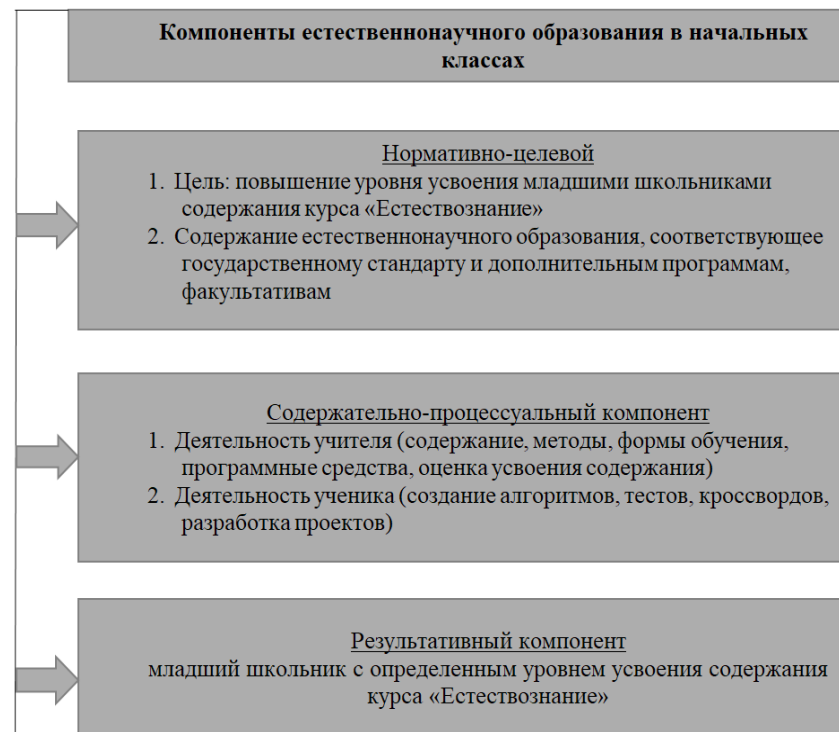 Компоненты естественнонаучного образования в начальных
классах
Нормативно-целевой
1. Цель: повышение уровня усвоения младшими школьниками
содержания курса «Естествознание»
2. Содержание естественнонаучного образования, соответствующее
государственному стандарту и дополнительным программам,
факультативам
Содержательно-процессуальный компонент
1. Деятельность учителя (содержание, методы, формы обучения,
программные средства, оценка усвоения содержания)
2. Деятельность ученика (создание алгоритмов, тестов, кроссвордов,
разработка проектов)
Результативный компонент
младший школьник с определенным уровнем усвоения содержания
курса «Естествознание»